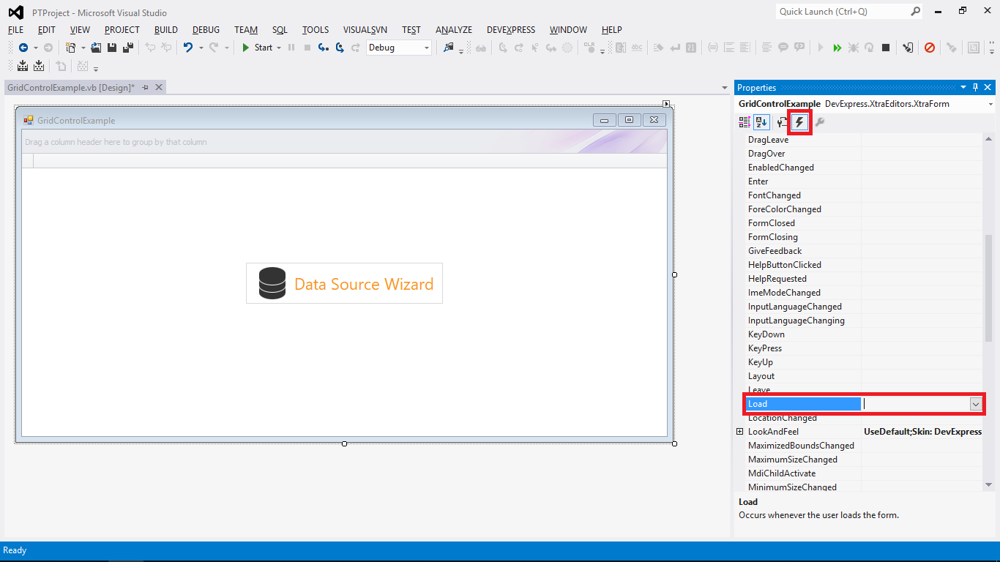 PTProject - Microsoft Visual Studio
Quick Launch (Ctrl+Q)
FILE EDIT VIEW PROJECT BUILD DEBUG TEAM SQL TOOLS VISUALSVN TEST ANALYZE DEVEXPRESS WINDOW HELP
Start Debug
GridControlExample.vb [Design]*
Properties
GridControlExample DevExpress.XtraEditors.XtraForm
GridControlExample
Drag a column header here to group by that column
Data Source Wizard
DragLeave
DragOver
EnabledChanged
Enter
FontChanged
ForeColorChanged
FormClosed
FormClosing
GiveFeedback
HelpButtonClicked
HelpRequested
ImeModeChanged
InputLanguageChanged
InputLanguageChanging
KeyDown
KeyPress
KeyUp
Layout
Leave
Load
LocationChanged
LookAndFeel UseDefault;Skin: DevExpress
MaximizedBoundsChanged
MaximumSizeChanged
MdiChildActivate
MinimumSizeChanged
Load
Occurs whenever the user loads the form.
Ready